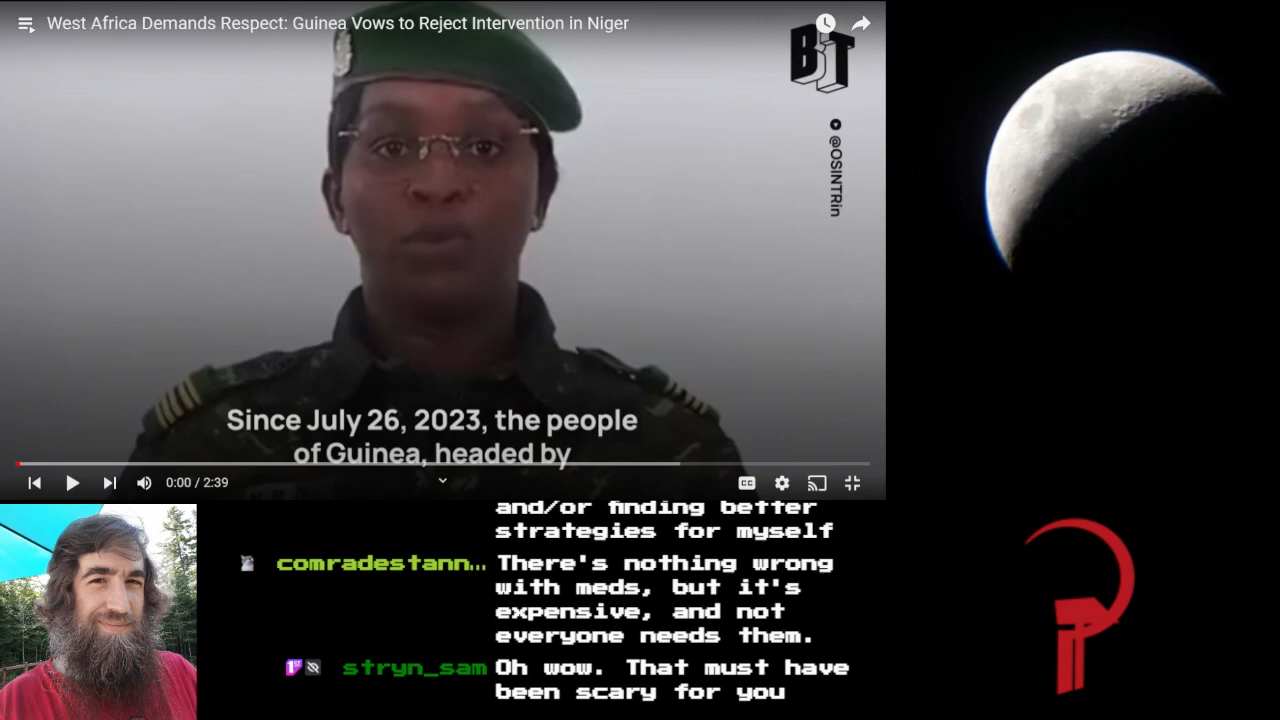 West Africa Demands Respect: Guinea Vows to Reject Intervention in Niger
BT
@OSINTRin
Since July 26, 2023, the people
of Guinea, headed by
0:00 / 2:39
CC
and/or finding better
strategies for myself
comradestann... There's nothing wrong
with meds, but it's
expensive, and not
everyone needs them.
1ST stryn_sam Oh wow. That must have
been scary for you